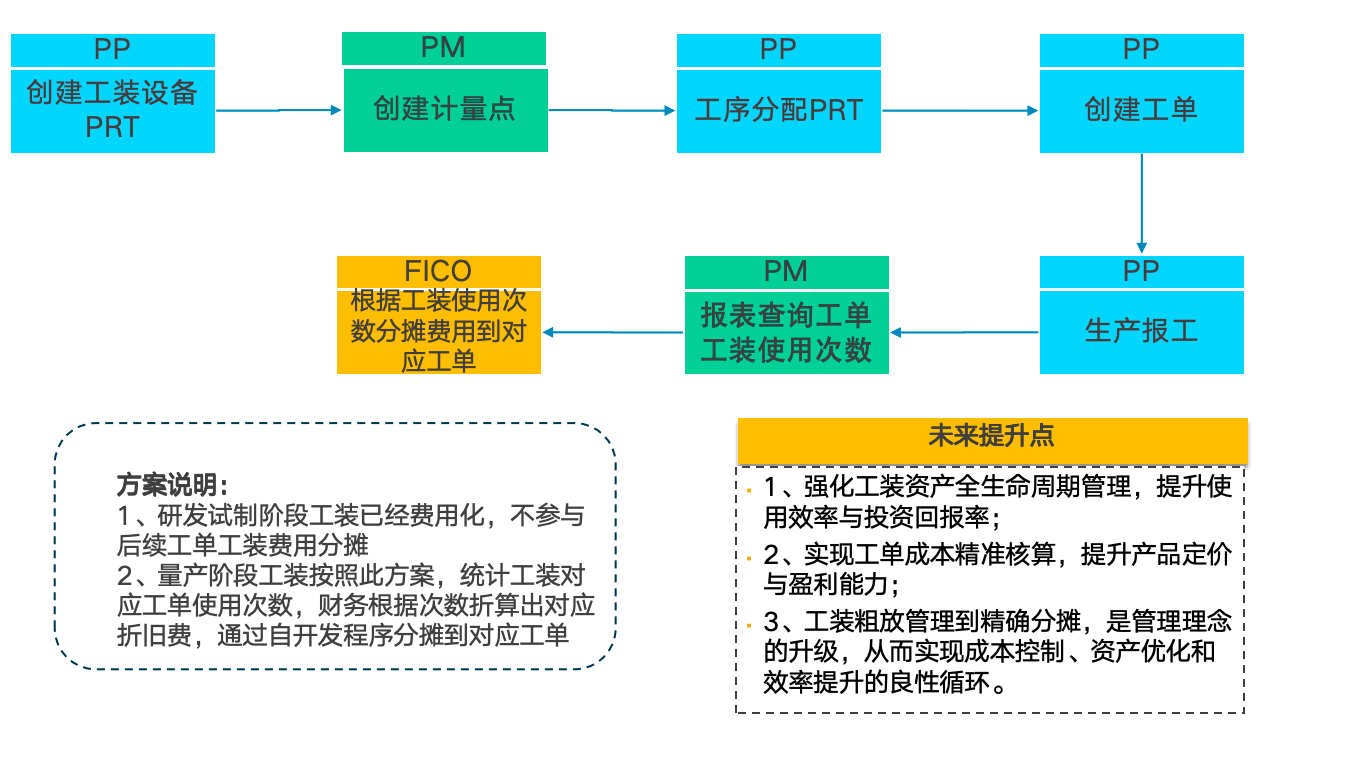 PP
创建工装设备
PRT
PM
创建计量点
PP
工序分配PRT
PP
创建工单
FICO
根据工装使用次
数分摊费用到对
应工单
PM
报表查询工单
工装使用次数
PP
生产报工
方案说明：
1、研发试制阶段工装已经费用化，不参与
后续工单工装费用分摊
2、量产阶段工装按照此方案，统计工装对
应工单使用次数，财务根据次数折算出对应
折旧费，通过自开发程序分摊到对应工单
未来提升点
1、强化工装资产全生命周期管理，提升使
用效率与投资回报率；
2、实现工单成本精准核算，提升产品定价
与盈利能力；
3、工装粗放管理到精确分摊，是管理理念
的升级，从而实现成本控制、资产优化和
效率提升的良性循环。